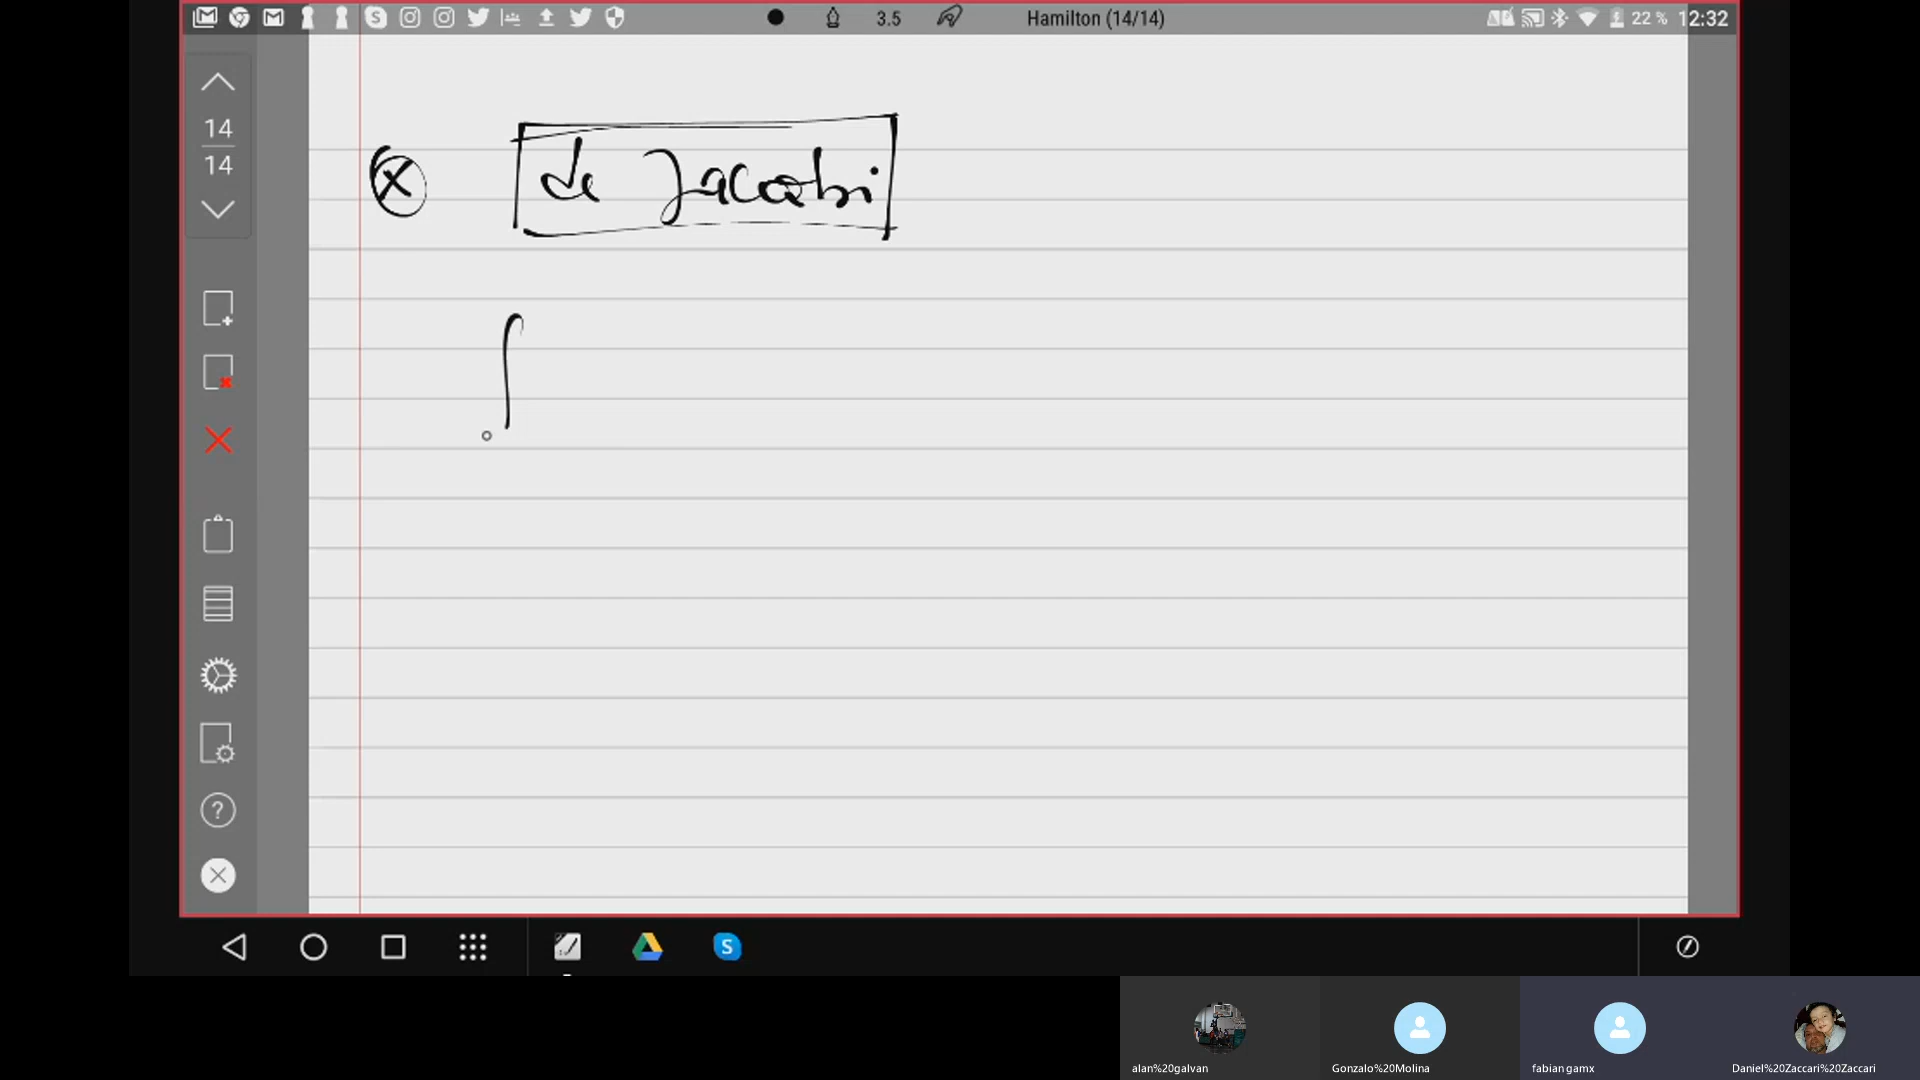 3.5 Hamilton (14/14) 22 % 12:32
14
14
ⓧ de Jacobi
∫
alan%20galvan Gonzalo%20Molina fabian gamx Daniel%20Zaccari%20Zaccari